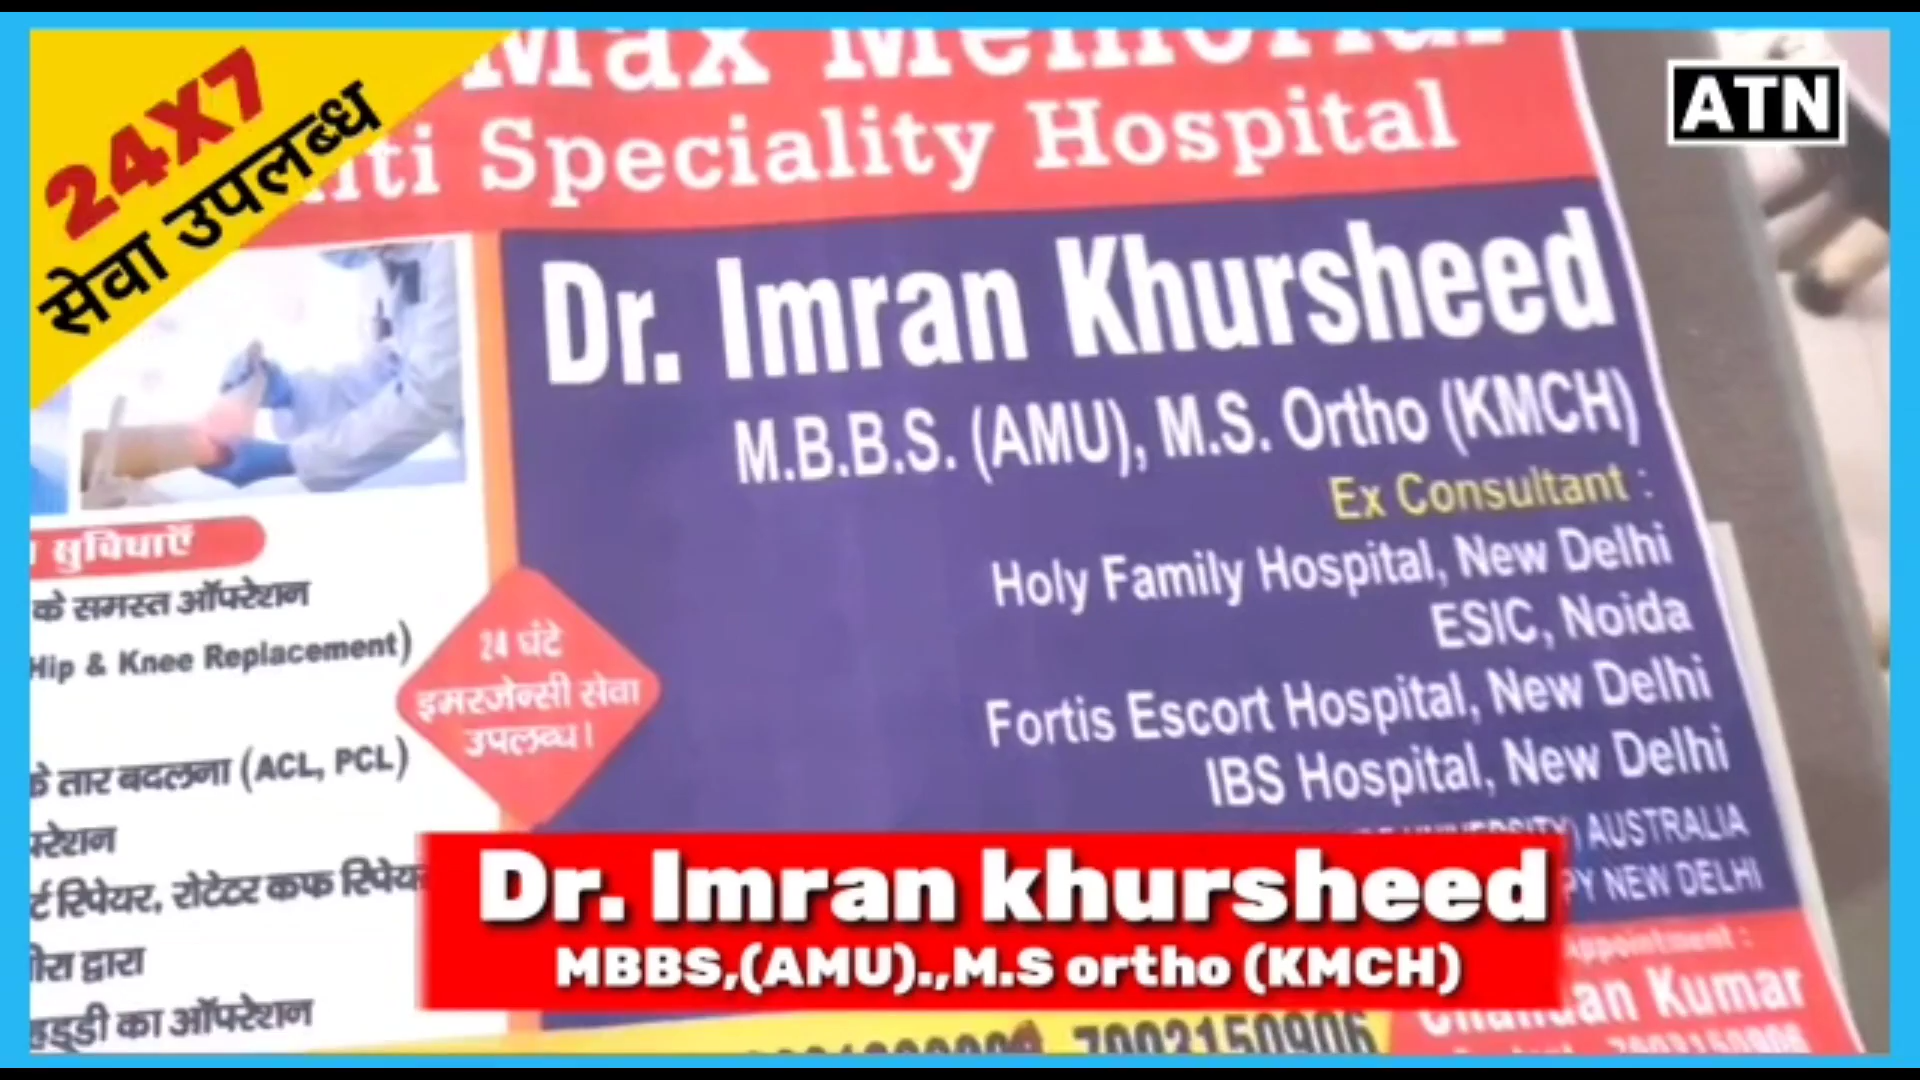 24X7
सेवा उपलब्ध
ATN
Max Memorial
Speciality Hospital
Dr. Imran Khursheed
M.B.B.S. (AMU), M.S. Ortho (KMCH)
Ex Consultant :
Holy Family Hospital, New Delhi
ESIC, Noida
Fortis Escort Hospital, New Delhi
IBS Hospital, New Delhi
AUSTRALIA
NEW DELHI
सुविधाएँ
के समस्त ऑपरेशन
Hip & Knee Replacement)
के तार बदलना (ACL, PCL)
रिपेयर, रोटेटर कफ रिपेयर
द्वारा
हड्डी का ऑपरेशन
24 घंटे
इमरजेन्सी सेवा
उपलब्ध।
Dr. Imran khursheed
MBBS,(AMU).,M.S ortho (KMCH)
Appointment :
Kumar
7003150906